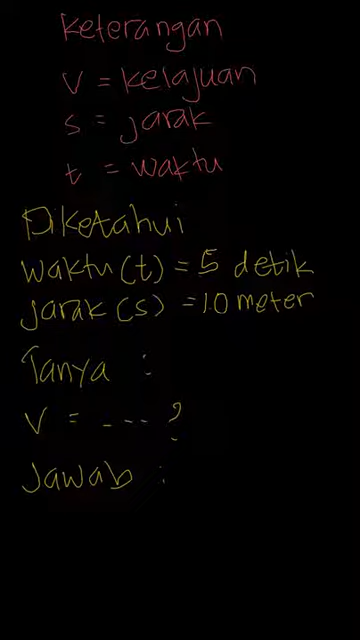 Keterangan
v = kelajuan
s = jarak
t = waktu
Diketahui
waktu (t) = 5 detik
jarak (s) = 10 meter
Tanya :
V = ---- ?
Jawab :